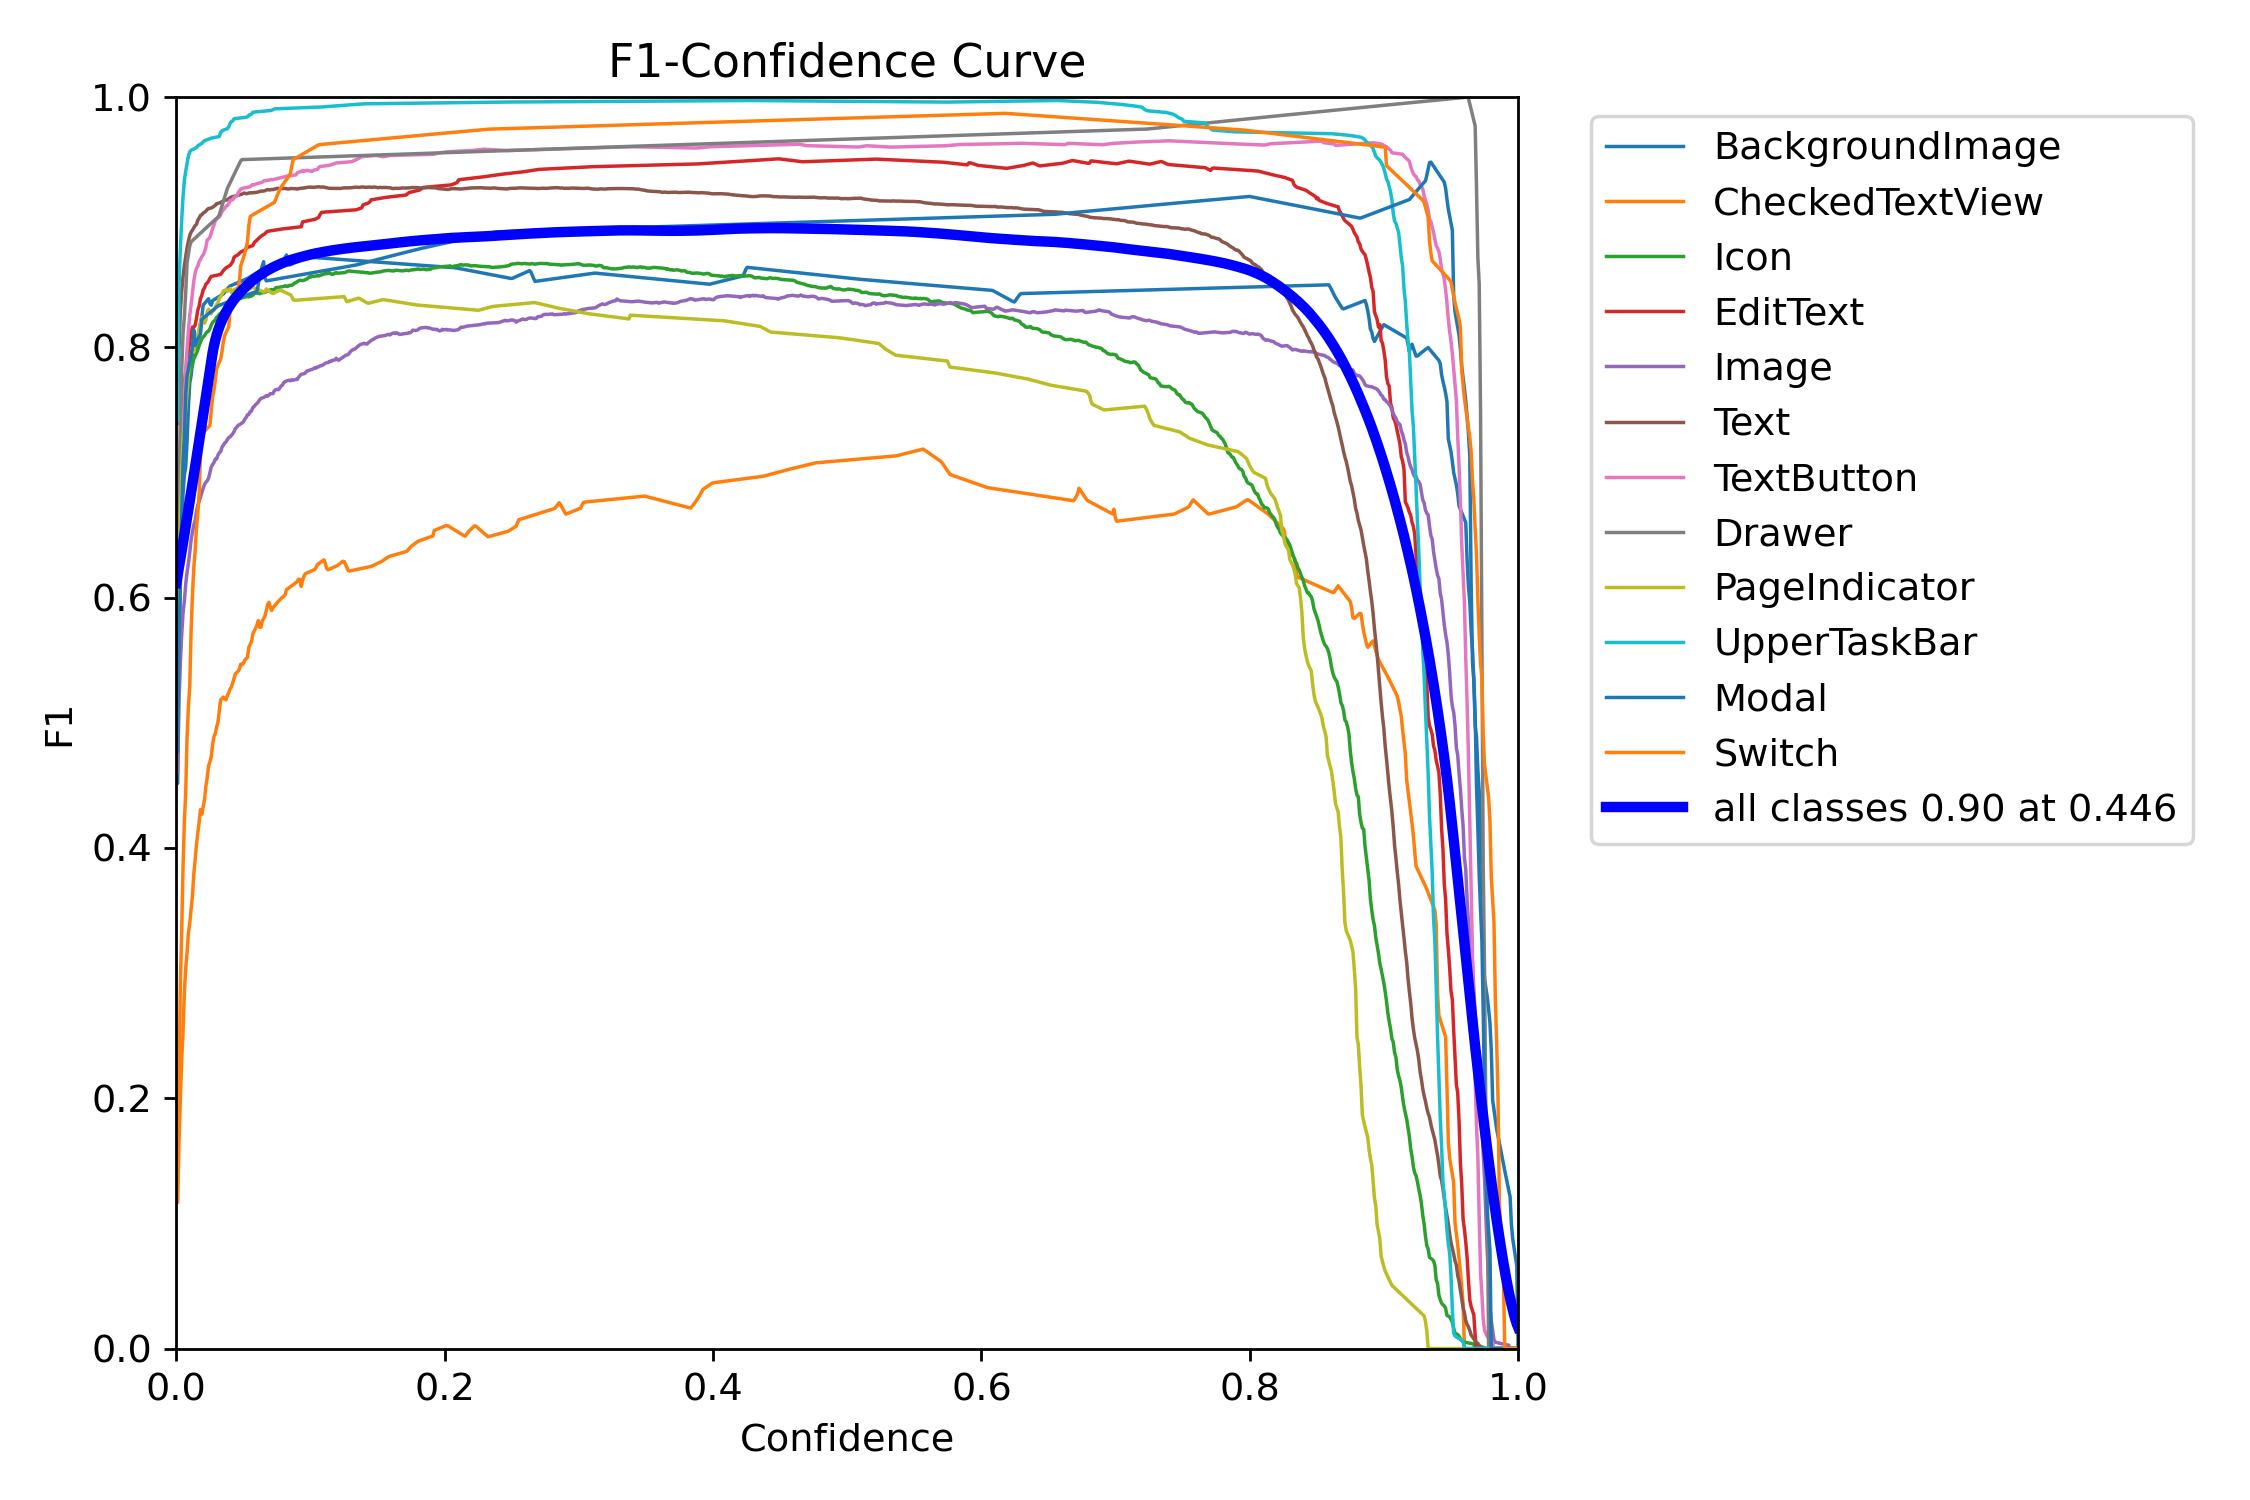 F1-Confidence Curve
1.0
0.8
0.6
0.4
0.2
0.0
F1
0.0 0.2 0.4 0.6 0.8 1.0
Confidence
BackgroundImage
CheckedTextView
Icon
EditText
Image
Text
TextButton
Drawer
PageIndicator
UpperTaskBar
Modal
Switch
all classes 0.90 at 0.446